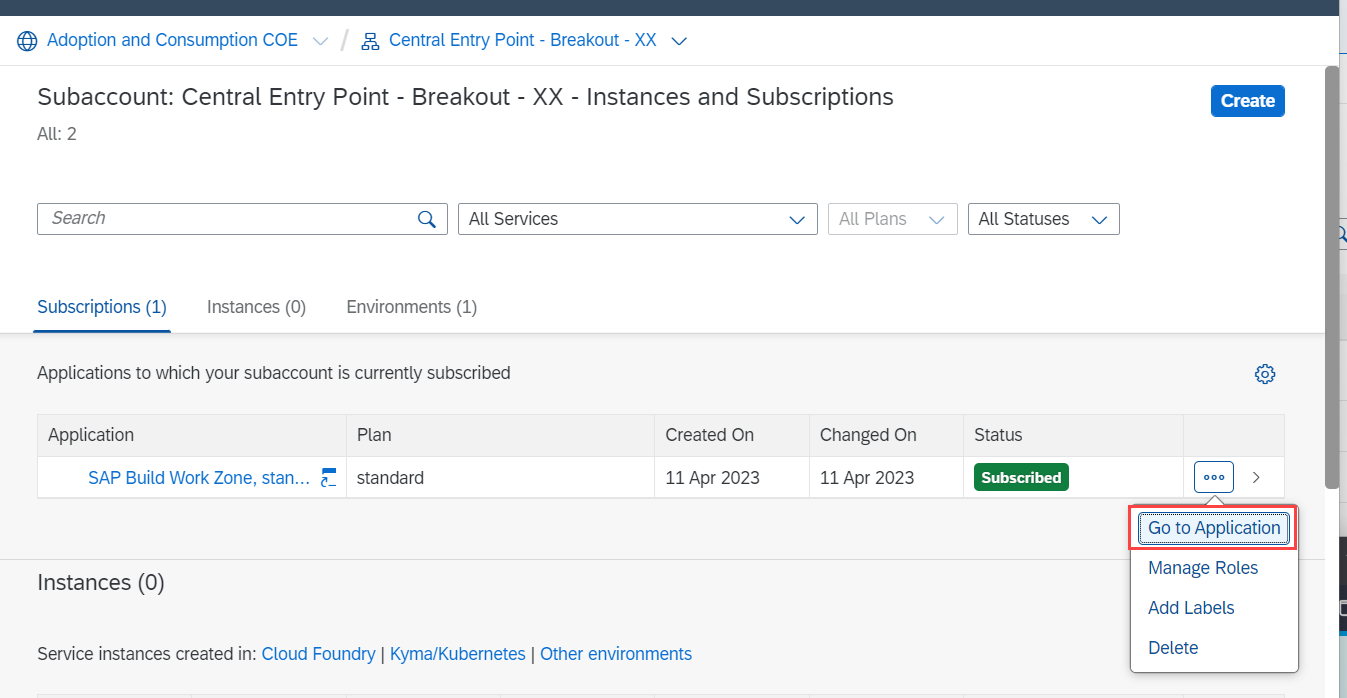 Adoption and Consumption COE / Central Entry Point - Breakout - XX
Subaccount: Central Entry Point - Breakout - XX - Instances and Subscriptions
Create
All: 2
Search All Services All Plans All Statuses
Subscriptions (1) Instances (0) Environments (1)
Applications to which your subaccount is currently subscribed
Application Plan Created On Changed On Status
SAP Build Work Zone, stan... standard 11 Apr 2023 11 Apr 2023 Subscribed
Go to Application
Manage Roles
Add Labels
Delete
Instances (0)
Service instances created in: Cloud Foundry | Kyma/Kubernetes | Other environments